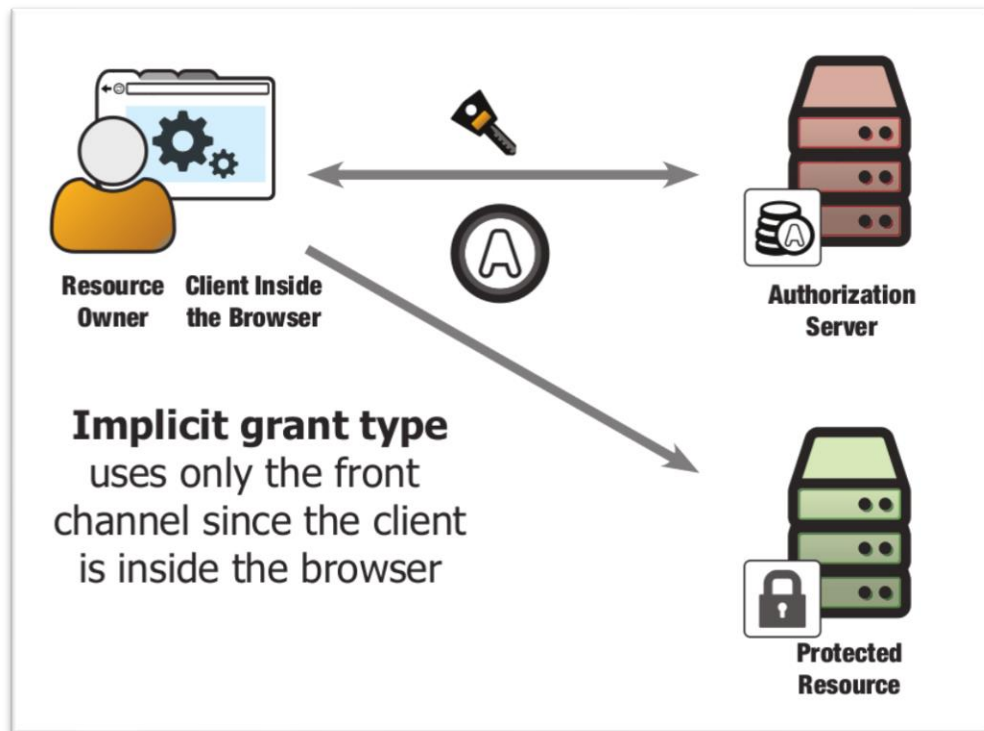 A
A
Resource Owner
Client Inside the Browser
Authorization
Server
Implicit grant type
uses only the front
channel since the client
is inside the browser
Protected
Resource